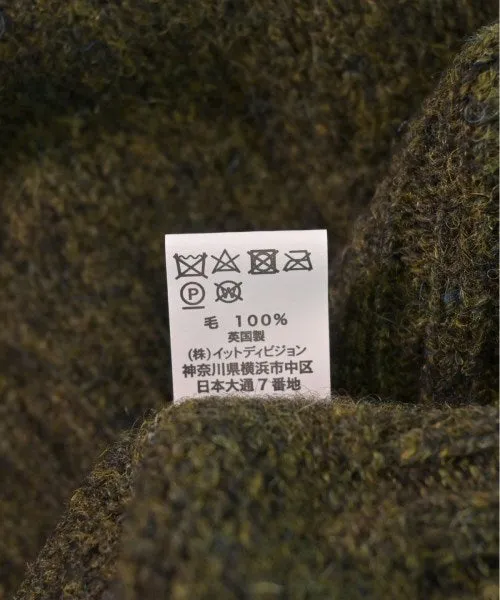 P W
毛 100%
英国製
(株)イットディビジョン
神奈川県横浜市中区
日本大通7番地